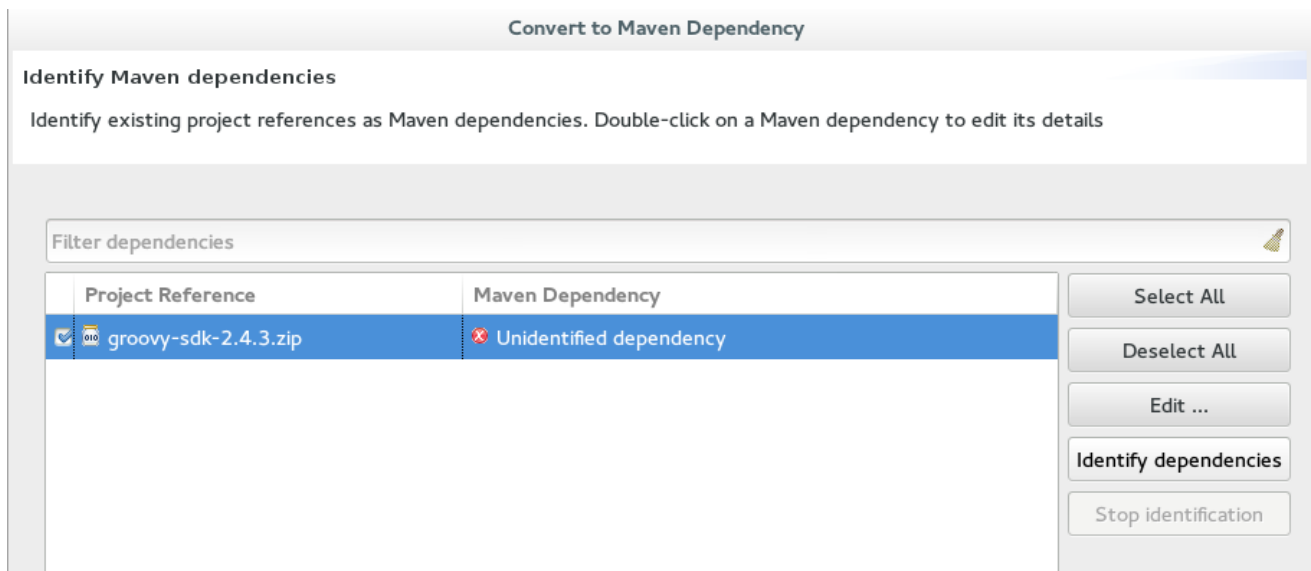 Convert to Maven Dependency
Identify Maven dependencies
Identify existing project references as Maven dependencies. Double-click on a Maven dependency to edit its details
Filter dependencies
Project Reference Maven Dependency
groovy-sdk-2.4.3.zip Unidentified dependency
Select All
Deselect All
Edit ...
Identify dependencies
Stop identification